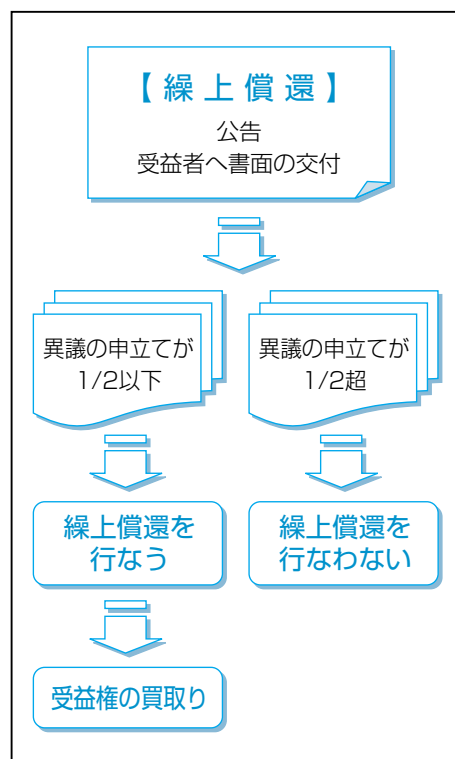 【繰上償還】
公告
受益者へ書面の交付
異議の申立てが
1/2以下
異議の申立てが
1/2超
繰上償還を
行なう
繰上償還を
行なわない
受益権の買取り